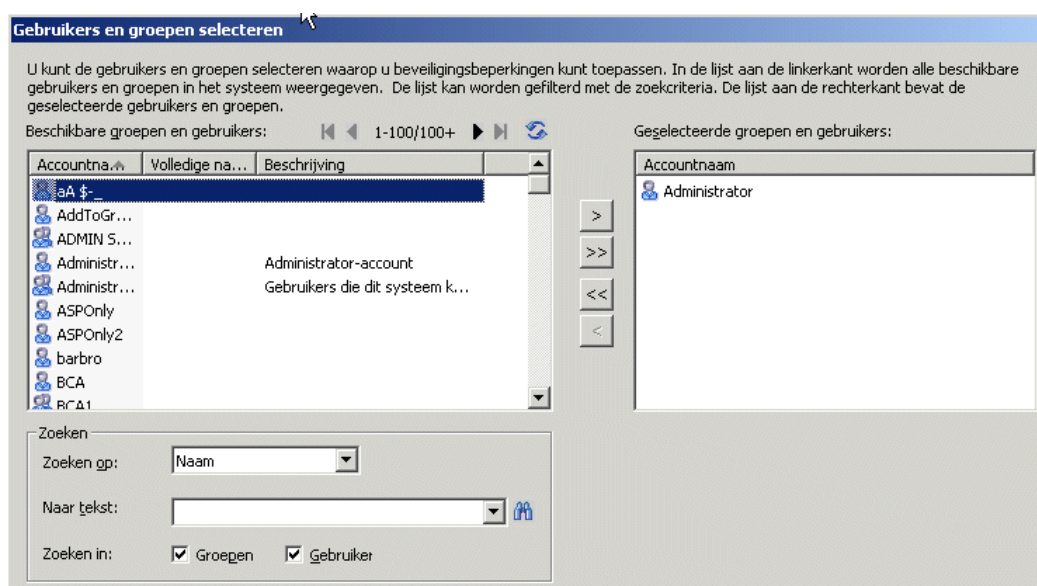 Gebruikers en groepen selecteren
U kunt de gebruikers en groepen selecteren waarop u beveiligingsbeperkingen kunt toepassen. In de lijst aan de linkerkant worden alle beschikbare
gebruikers en groepen in het systeem weergegeven. De lijst kan worden gefilterd met de zoekcriteria. De lijst aan de rechterkant bevat de
geselecteerde gebruikers en groepen.
Beschikbare groepen en gebruikers: 1-100/100+
Geselecteerde groepen en gebruikers:
Accountna... Volledige na... Beschrijving
aA $-_
AddToGr...
ADMIN S...
Administr... Administrator-account
Administr... Gebruikers die dit systeem k...
ASPOnly
ASPOnly2
barbro
BCA
BCA1
>
>>
<<
<
Accountnaam
Administrator
Zoeken
Zoeken op: Naam
Naar tekst:
Zoeken in: Groepen Gebruiker